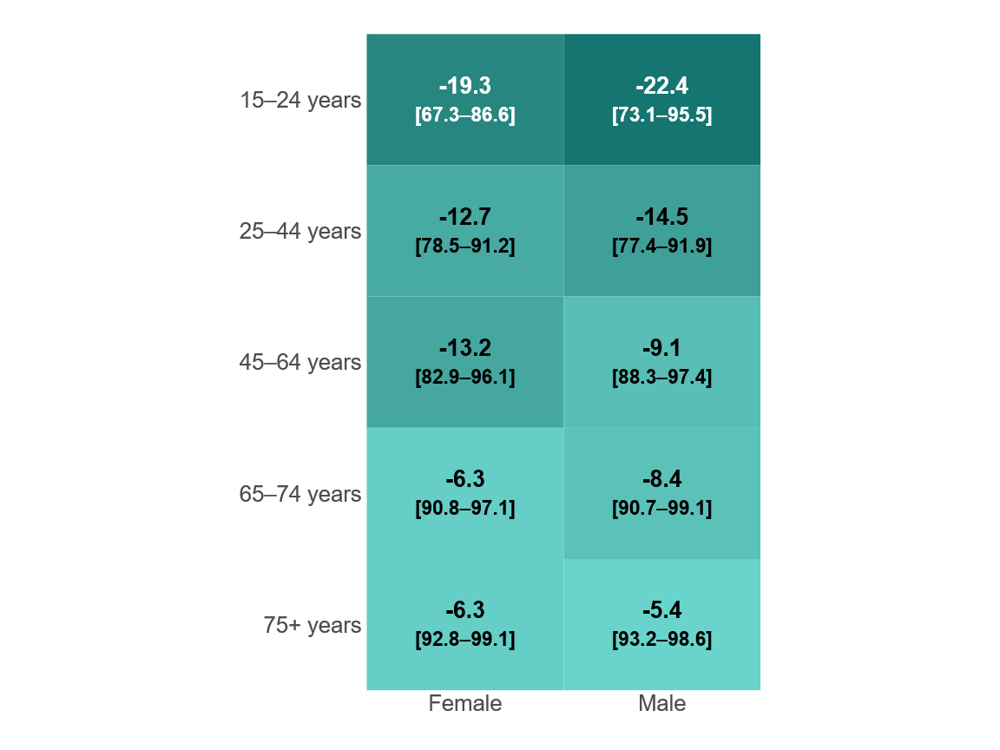 15–24 years
-19.3
[67.3–86.6]
-22.4
[73.1–95.5]
25–44 years
-12.7
[78.5–91.2]
-14.5
[77.4–91.9]
45–64 years
-13.2
[82.9–96.1]
-9.1
[88.3–97.4]
65–74 years
-6.3
[90.8–97.1]
-8.4
[90.7–99.1]
75+ years
-6.3
[92.8–99.1]
-5.4
[93.2–98.6]
Female
Male